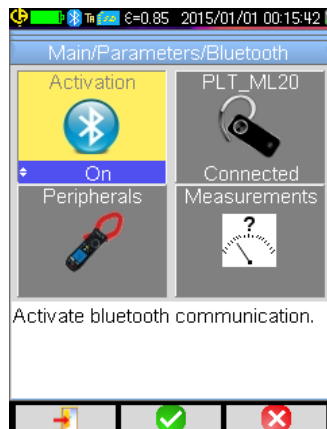 ε=0.85 2015/01/01 00:15:42
Main/Parameters/Bluetooth
Activation PLT_ML20
On Connected
Peripherals Measurements
?
Activate bluetooth communication.